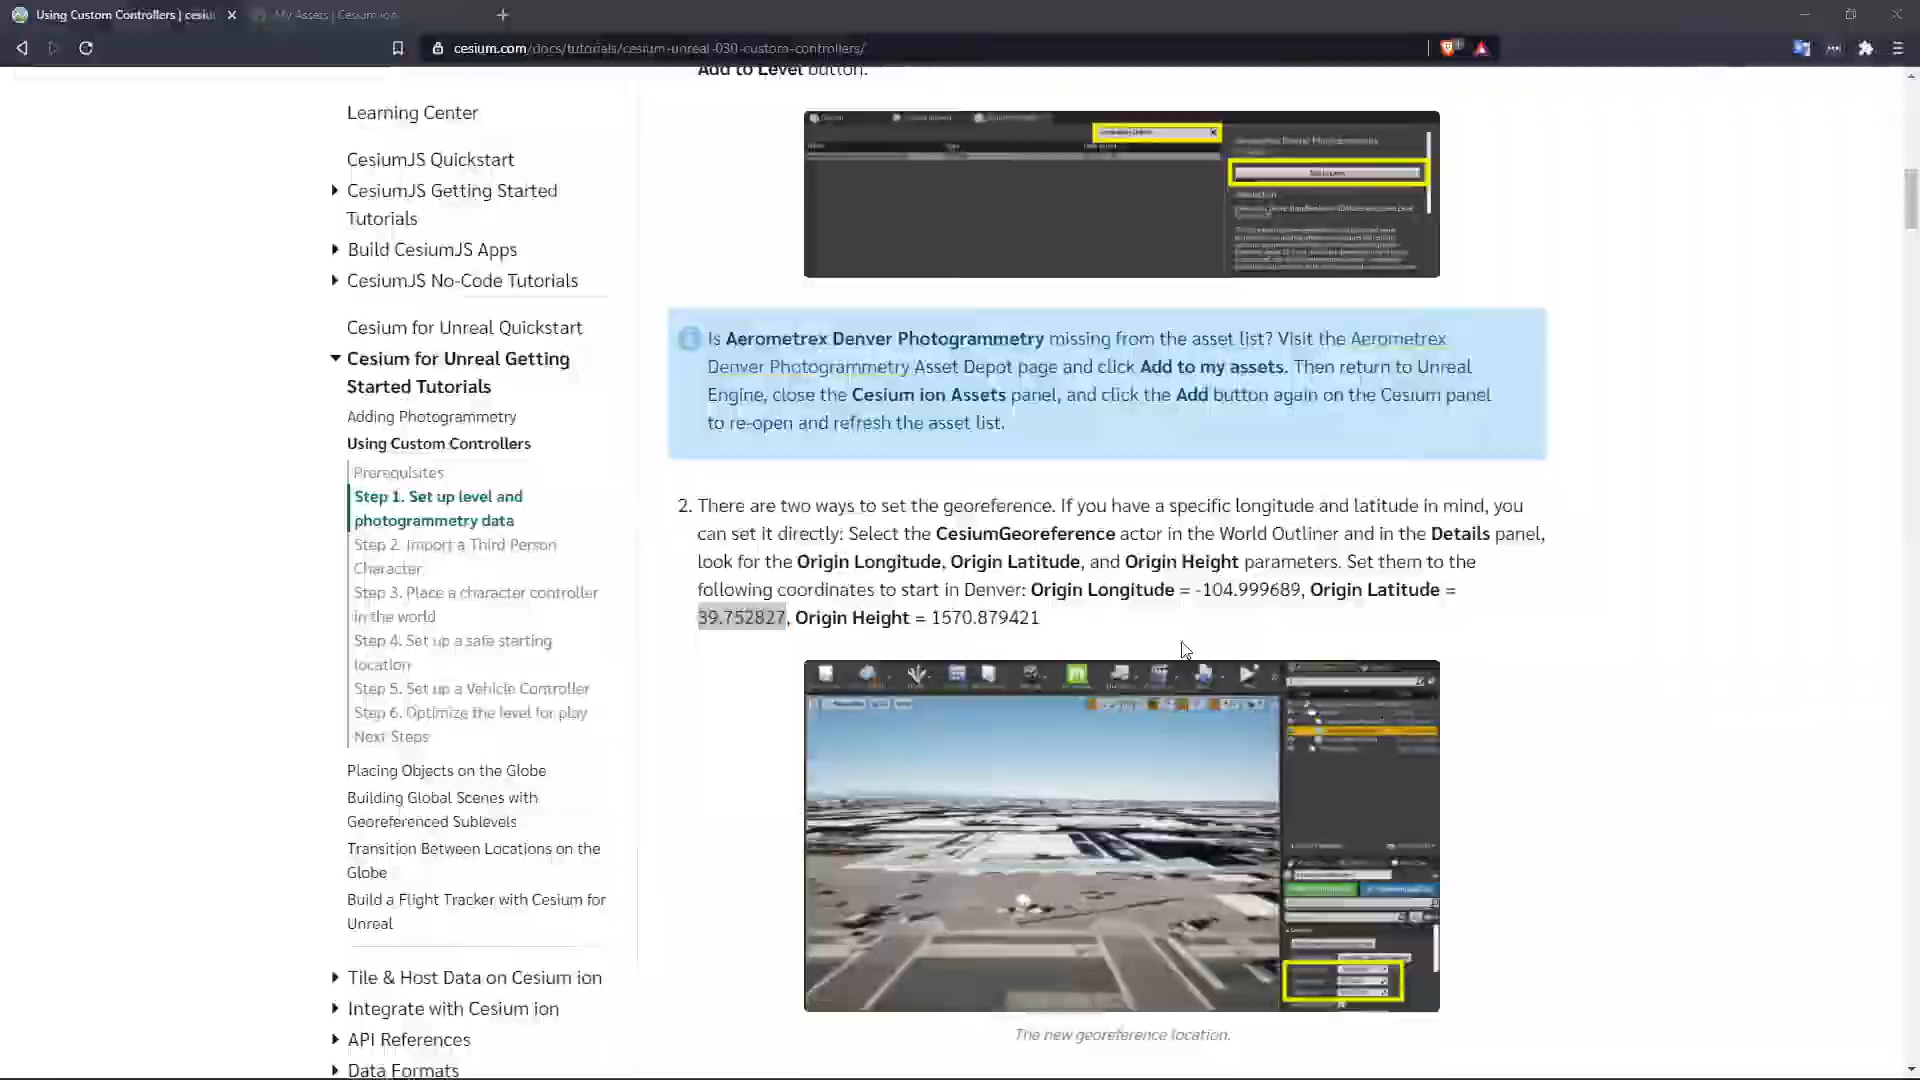 Using Custom Controllers | cesiu
My Assets | Cesium ion
cesium.com/docs/tutorials/cesium-unreal-030-custom-controllers/
Learning Center
CesiumJS Quickstart
CesiumJS Getting Started
Tutorials
Build CesiumJS Apps
CesiumJS No-Code Tutorials
Cesium for Unreal Quickstart
Cesium for Unreal Getting
Started Tutorials
Adding Photogrammetry
Using Custom Controllers
Prerequisites
Step 1. Set up level and
photogrammetry data
Step 2. Import a Third Person
Character
Step 3. Place a character controller
in the world
Step 4. Set up a safe starting
location
Step 5. Set up a Vehicle Controller
Step 6. Optimize the level for play
Next Steps
Placing Objects on the Globe
Building Global Scenes with
Georeferenced Sublevels
Transition Between Locations on the
Globe
Build a Flight Tracker with Cesium for
Unreal
Tile & Host Data on Cesium ion
Integrate with Cesium ion
API References
Data Formats
Add to Level button.
Is Aerometrex Denver Photogrammetry missing from the asset list? Visit the Aerometrex
Denver Photogrammetry Asset Depot page and click Add to my assets. Then return to Unreal
Engine, close the Cesium ion Assets panel, and click the Add button again on the Cesium panel
to re-open and refresh the asset list.
2. There are two ways to set the georeference. If you have a specific longitude and latitude in mind, you
can set it directly: Select the CesiumGeoreference actor in the World Outliner and in the Details panel,
look for the Origin Longitude, Origin Latitude, and Origin Height parameters. Set them to the
following coordinates to start in Denver: Origin Longitude = -104.999689, Origin Latitude =
39.752827, Origin Height = 1570.879421
The new georeference location.